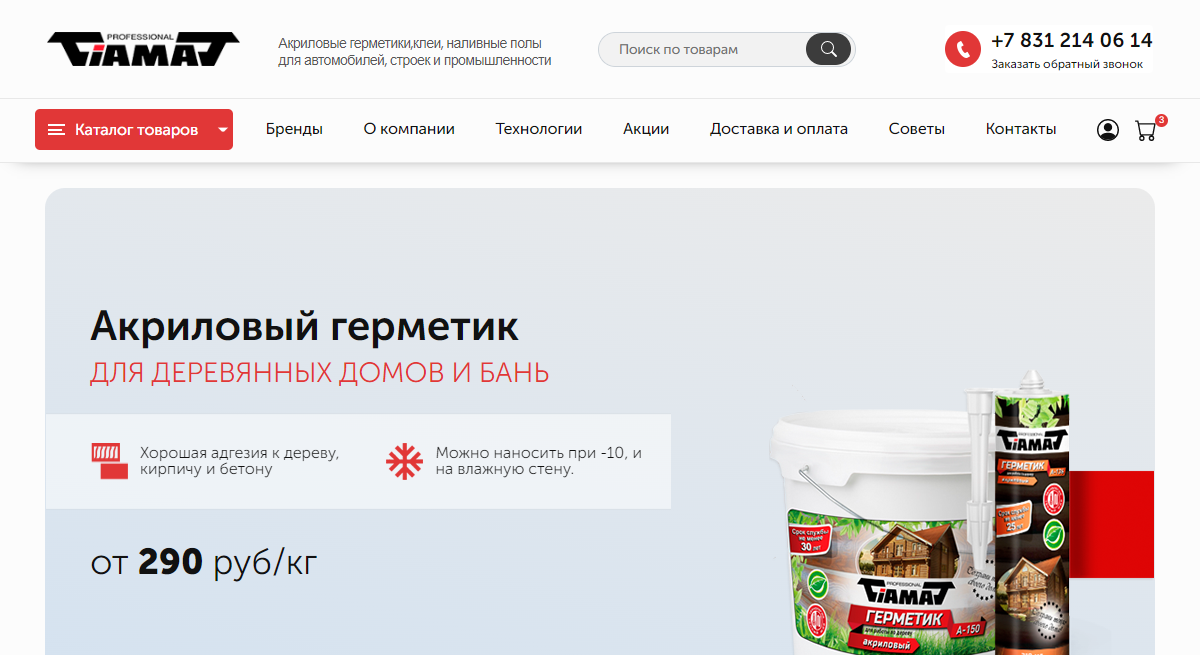 PROFESSIONAL
TIAMAT
Акриловые герметики,клеи, наливные полы
для автомобилей, строек и промышленности
Поиск по товарам
+7 831 214 06 14
Заказать обратный звонок
Каталог товаров
Бренды
О компании
Технологии
Акции
Доставка и оплата
Советы
Контакты
3
Акриловый герметик
ДЛЯ ДЕРЕВЯННЫХ ДОМОВ И БАНЬ
Хорошая адгезия к дереву,
кирпичу и бетону
Можно наносить при -10, и
на влажную стену.
от 290 руб/кг
TIAMAT
ГЕРМЕТИК
Срок службы
не менее
25 лет
Срок службы
не менее
30 лет
PROFESSIONAL
TIAMAT
ГЕРМЕТИК
для работы по дереву
А-150
акриловый